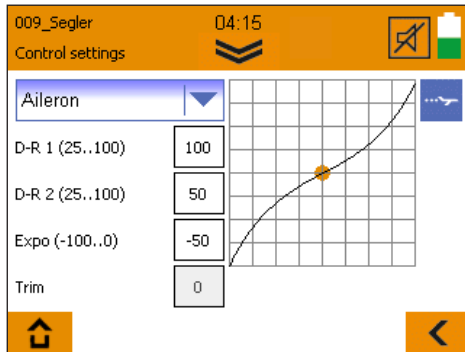 009_Segler 04:15
Control settings
Aileron
D-R 1 (25..100) 100
D-R 2 (25..100) 50
Expo (-100..0) -50
Trim 0